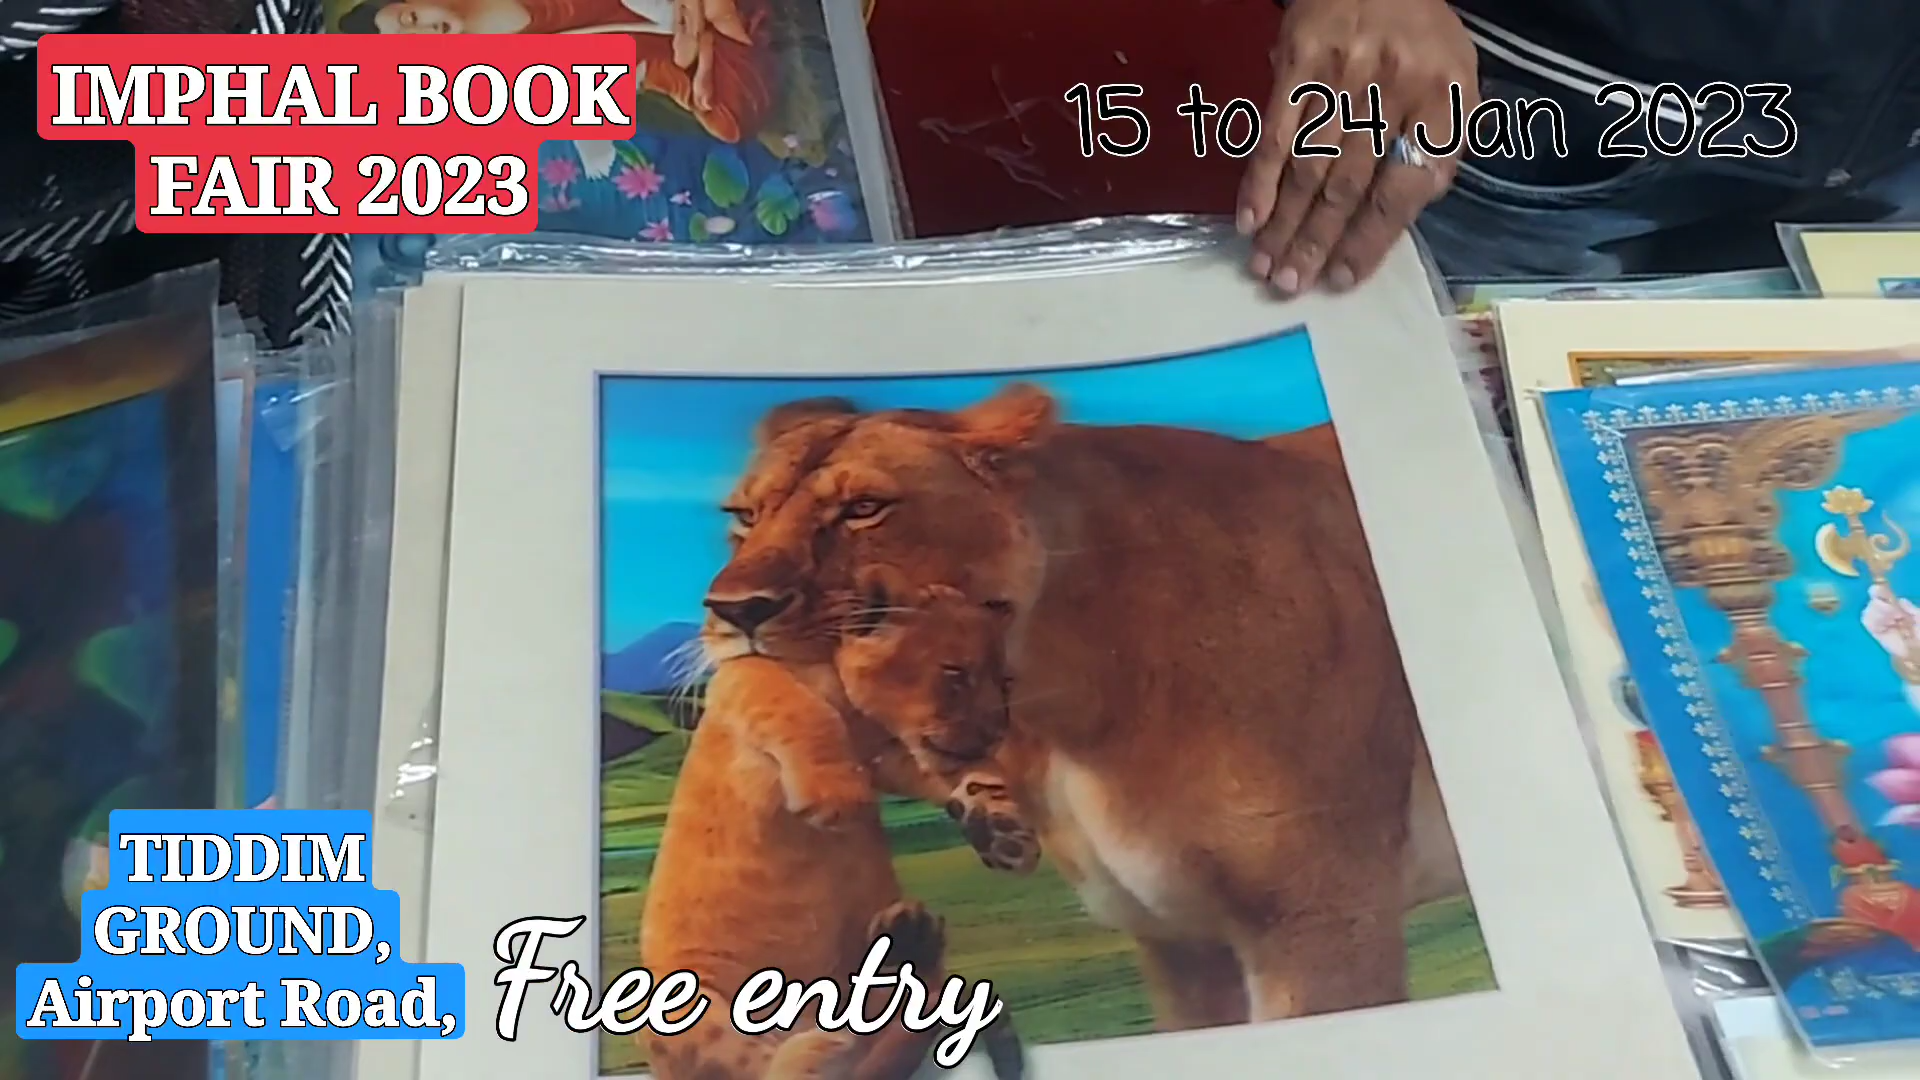 IMPHAL BOOK
FAIR 2023
15 to 24 Jan 2023
TIDDIM
GROUND,
Airport Road,
Free entry